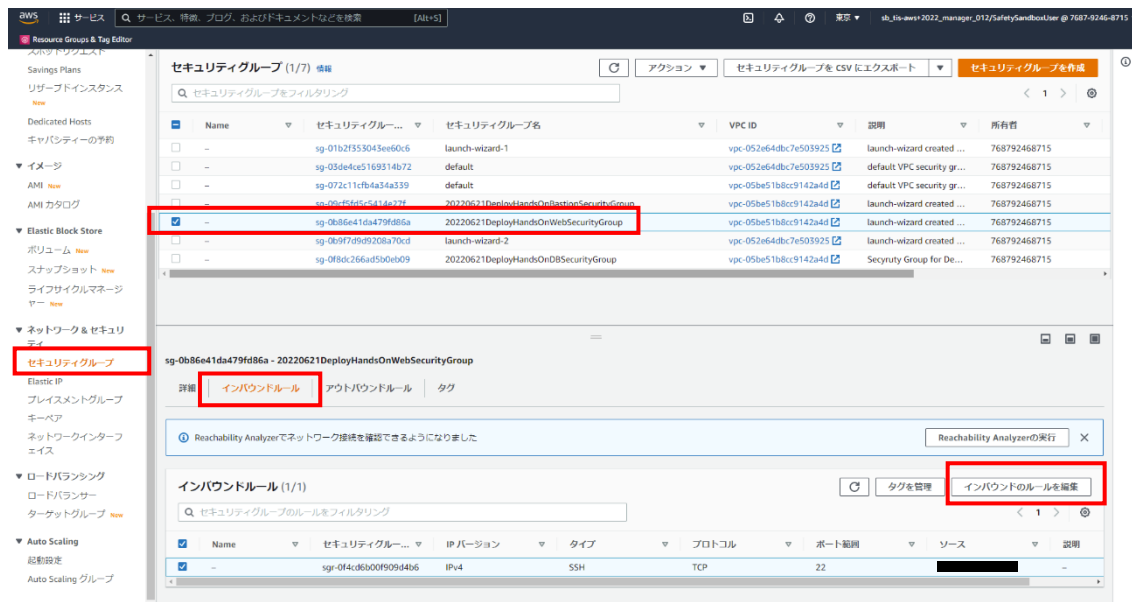 aws サービス サービス、特徴、ブログ、およびドキュメントなどを検索 [Alt+S] 東京 ▼ sb_tis-aws+2022_manager_012/SafetySandboxUser @ 7687-9246-8715
Resource Groups & Tag Editor
スポットリクエスト
Savings Plans
リザーブドインスタンス
New
Dedicated Hosts
キャパシティーの予約
▼ イメージ
AMI New
AMI カタログ
▼ Elastic Block Store
ボリューム New
スナップショット New
ライフサイクルマネージ
ャー New
▼ ネットワーク & セキュリ
ティ
セキュリティグループ
Elastic IP
プレイスメントグループ
キーペア
ネットワークインターフ
ェイス
▼ ロードバランシング
ロードバランサー
ターゲットグループ New
▼ Auto Scaling
起動設定
Auto Scaling グループ
セキュリティグループ (1/7) 情報 アクション ▼ セキュリティグループを CSV にエクスポート ▼ セキュリティグループを作成
セキュリティグループをフィルタリング < 1 >
Name セキュリティグルー... セキュリティグループ名 VPC ID 説明 所有者
– sg-01b2f353043ee60c6 launch-wizard-1 vpc-052e64dbc7e503925 launch-wizard created ... 768792468715
– sg-03de4ce5169314b72 default vpc-052e64dbc7e503925 default VPC security gr... 768792468715
– sg-072c11cfb4a34a339 default vpc-05be51b8cc9142a4d default VPC security gr... 768792468715
– sg-09cf5fd5c5414e27f 20220621DeployHandsOnBastionSecurityGroup vpc-05be51b8cc9142a4d launch-wizard created ... 768792468715
– sg-0b86e41da479fd86a 20220621DeployHandsOnWebSecurityGroup vpc-05be51b8cc9142a4d launch-wizard created ... 768792468715
– sg-0b9f7d9d9208a70cd launch-wizard-2 vpc-052e64dbc7e503925 launch-wizard created ... 768792468715
– sg-0f8dc266ad5b0eb09 20220621DeployHandsOnDBSecurityGroup vpc-05be51b8cc9142a4d Secyruty Group for De... 768792468715
sg-0b86e41da479fd86a - 20220621DeployHandsOnWebSecurityGroup
詳細 インバウンドルール アウトバウンドルール タグ
Reachability Analyzerでネットワーク接続を確認できるようになりました Reachability Analyzerの実行
インバウンドルール (1/1) タグを管理 インバウンドのルールを編集
セキュリティグループのルールをフィルタリング < 1 >
Name セキュリティグルー... IP バージョン タイプ プロトコル ポート範囲 ソース 説明
– sgr-0f4cd6b00f909d4b6 IPv4 SSH TCP 22 –